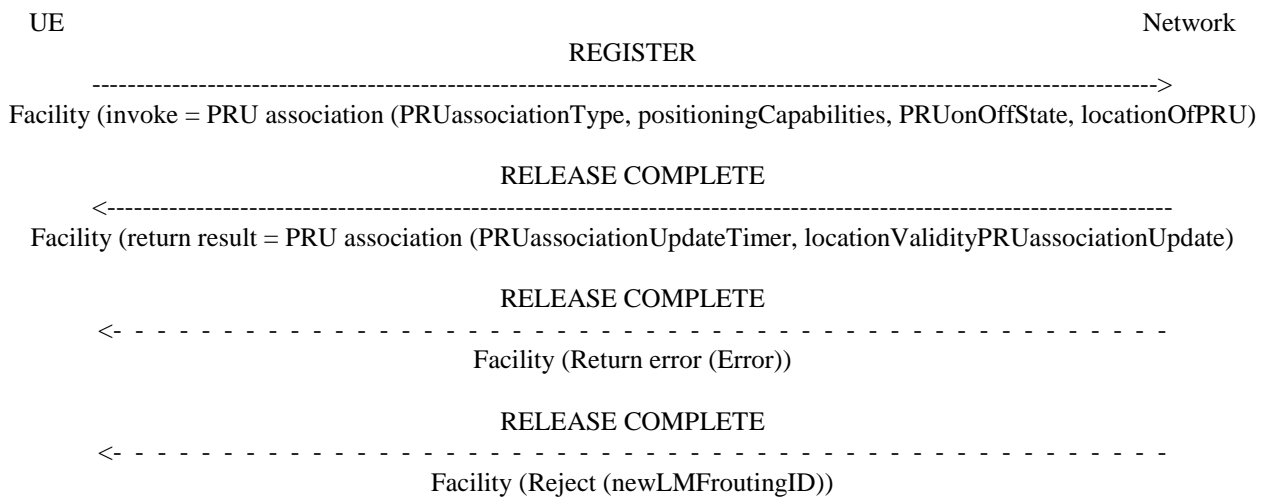 UE Network
REGISTER
------------------------------------------------------------------------------------------------------------------------>
Facility (invoke = PRU association (PRUassociationType, positioningCapabilities, PRUonOffState, locationOfPRU)
RELEASE COMPLETE
<------------------------------------------------------------------------------------------------------------------------
Facility (return result = PRU association (PRUassociationUpdateTimer, locationValidityPRUassociationUpdate)
RELEASE COMPLETE
<- - - - - - - - - - - - - - - - - - - - - - - - - - - - - - - - - - - -
Facility (Return error (Error))
RELEASE COMPLETE
<- - - - - - - - - - - - - - - - - - - - - - - - - - - - - - - - - - - -
Facility (Reject (newLMFroutingID))